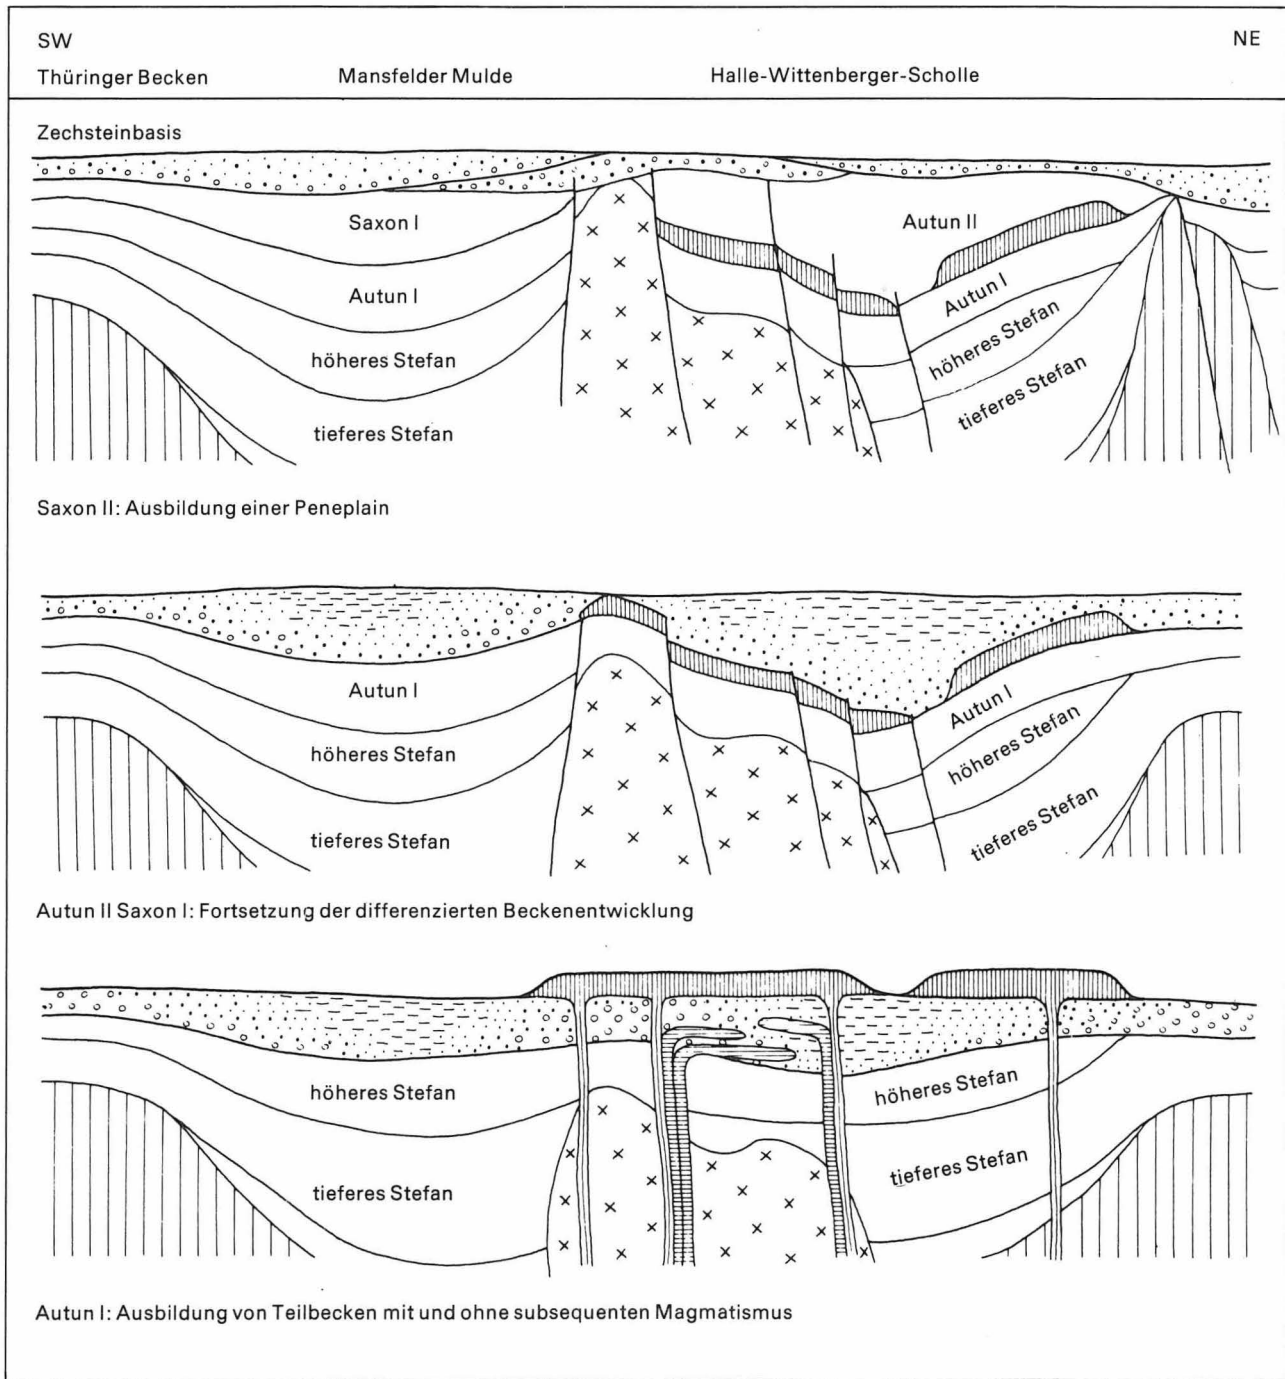 SW NE
Thüringer Becken Mansfelder Mulde Halle-Wittenberger-Scholle
Zechsteinbasis
Saxon I
Autun II
Autun I
Autun I
höheres Stefan
höheres Stefan
tieferes Stefan
tieferes Stefan
Saxon II: Ausbildung einer Peneplain
Autun I
Autun I
höheres Stefan
höheres Stefan
tieferes Stefan
tieferes Stefan
Autun II Saxon I: Fortsetzung der differenzierten Beckenentwicklung
höheres Stefan
höheres Stefan
tieferes Stefan
tieferes Stefan
Autun I: Ausbildung von Teilbecken mit und ohne subsequenten Magmatismus